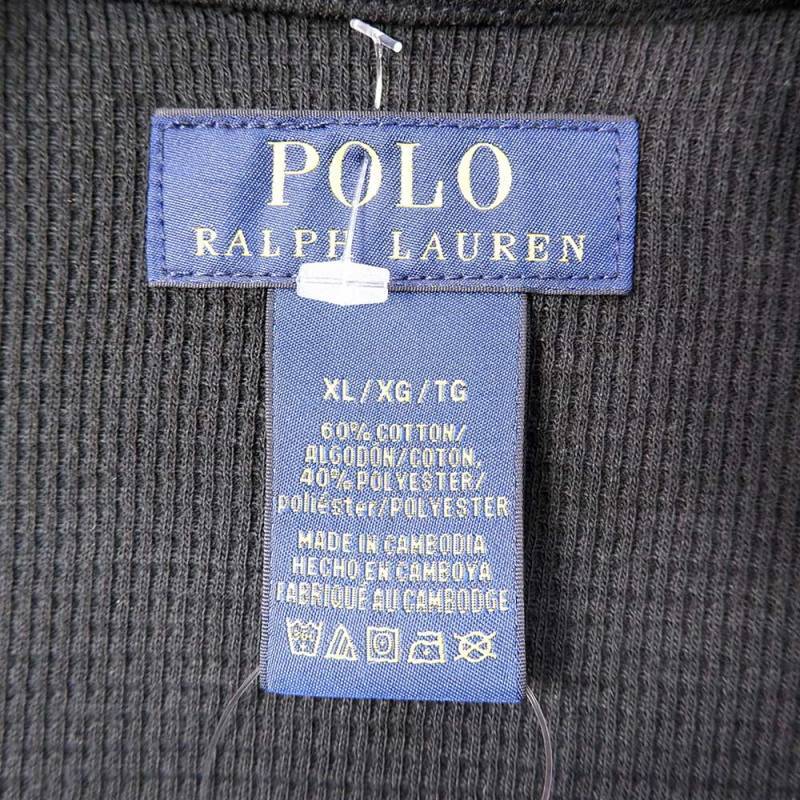 POLO
RALPH LAUREN
XL/XG/TG
60% COTTON/
ALGODÓN/COTON,
40% POLYESTER/
poliéster/POLYESTER
MADE IN CAMBODIA
HECHO EN CAMBOYA
FABRIQUÉ AU CAMBODGE